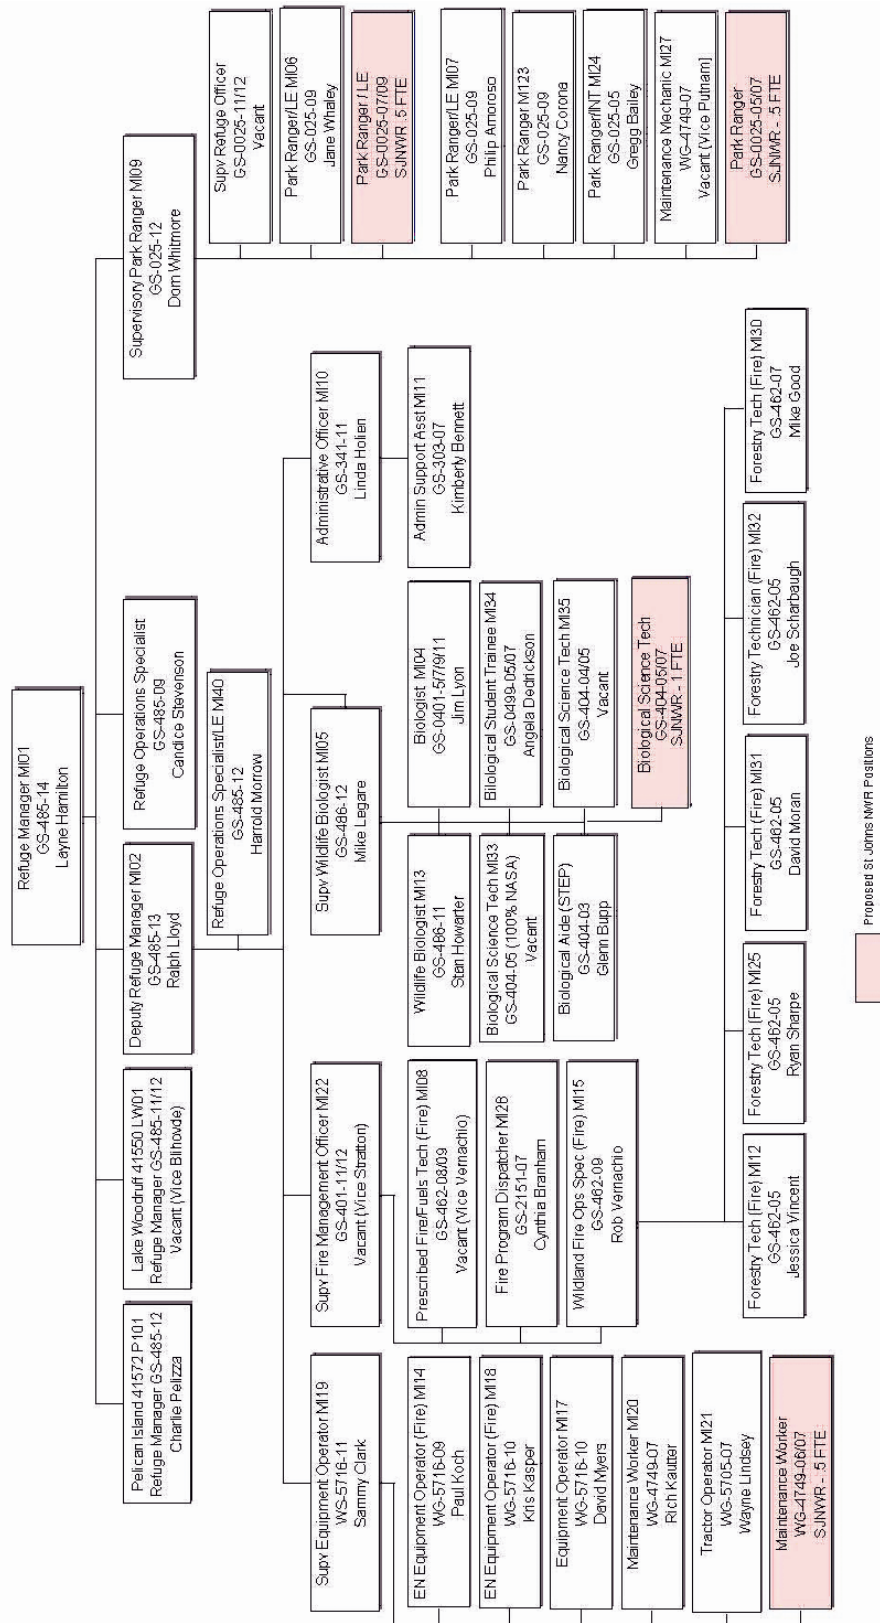 Refuge Manager MI01
GS-485-14
Layne Hamilton
Pelican Island 41572 P101
Refuge Manager GS-485-12
Charlie Pelizza
Lake Woodruff 41550 LW01
Refuge Manager GS-485-11/12
Vacant (Vice Blihovde)
Deputy Refuge Manager MI02
GS-485-13
Ralph Lloyd
Refuge Operations Specialist
GS-485-09
Candice Stevenson
Supervisory Park Ranger MI09
GS-025-12
Dorn Whitmore
Refuge Operations Specialist/LE MI40
GS-485-12
Harrold Morrow
Supv Refuge Officer
GS-0025-11/12
Vacant
Park Ranger/LE MI06
GS-025-09
Jane Whaley
Park Ranger / LE
GS-0025-07/09
SJNWR .5 FTE
Park Ranger/LE MI07
GS-025-09
Philip Amoroso
Park Ranger M123
GS-025-09
Nancy Corona
Park Ranger/INT MI24
GS-025-05
Gregg Bailey
Maintenance Mechanic MI27
WG-4749-07
Vacant (Vice Putnam)
Park Ranger
GS-0025-05/07
SJNWR - .5 FTE
Supv Equipment Operator MI19
WS-5716-11
Sammy Clark
Supv Fire Management Officer MI22
GS-401-11/12
Vacant (Vice Stratton)
Supv Wildlife Biologist MI05
GS-486-12
Mike Legare
Administrative Officer MI10
GS-341-11
Linda Holien
EN Equipment Operator (Fire) MI14
WG-5716-09
Paul Koch
EN Equipment Operator (Fire) MI18
WG-5716-10
Kris Kasper
Equipment Operator MI17
WG-5716-10
David Myers
Maintenance Worker MI20
WG-4749-07
Rich Kautter
Tractor Operator MI21
WG-5705-07
Wayne Lindsey
Maintenance Worker
WG-4749-06/07
SJNWR - .5 FTE
Prescribed Fire/Fuels Tech (Fire) MI08
GS-462-08/09
Vacant (Vice Vernachio)
Fire Program Dispatcher MI28
GS-2151-07
Cynthia Branham
Wildland Fire Ops Spec (Fire) MI15
GS-462-09
Rob Vernachio
Wildlife Biologist MI13
GS-486-11
Stan Howarter
Biological Science Tech MI33
GS-404-05 (100% NASA)
Vacant
Biological Aide (STEP)
GS-404-03
Glenn Bupp
Biologist MI04
GS-0401-5/7/9/11
Jim Lyon
Bilological Student Trainee MI34
GS-0499-05/07
Angela Dedrickson
Biological Science Tech MI35
GS-404-04/05
Vacant
Biological Science Tech
GS-404-05/07
SJNWR - 1 FTE
Admin Support Asst MI11
GS-303-07
Kimberly Bennett
Forestry Tech (Fire) MI12
GS-462-05
Jessica Vincent
Forestry Tech (Fire) MI25
GS-462-05
Ryan Sharpe
Forestry Tech (Fire) MI31
GS-462-05
David Moran
Forestry Technician (Fire) MI32
GS-462-05
Joe Scharbaugh
Forestry Tech (Fire) MI30
GS-462-07
Mike Good
Proposed St Johns NWR Positions